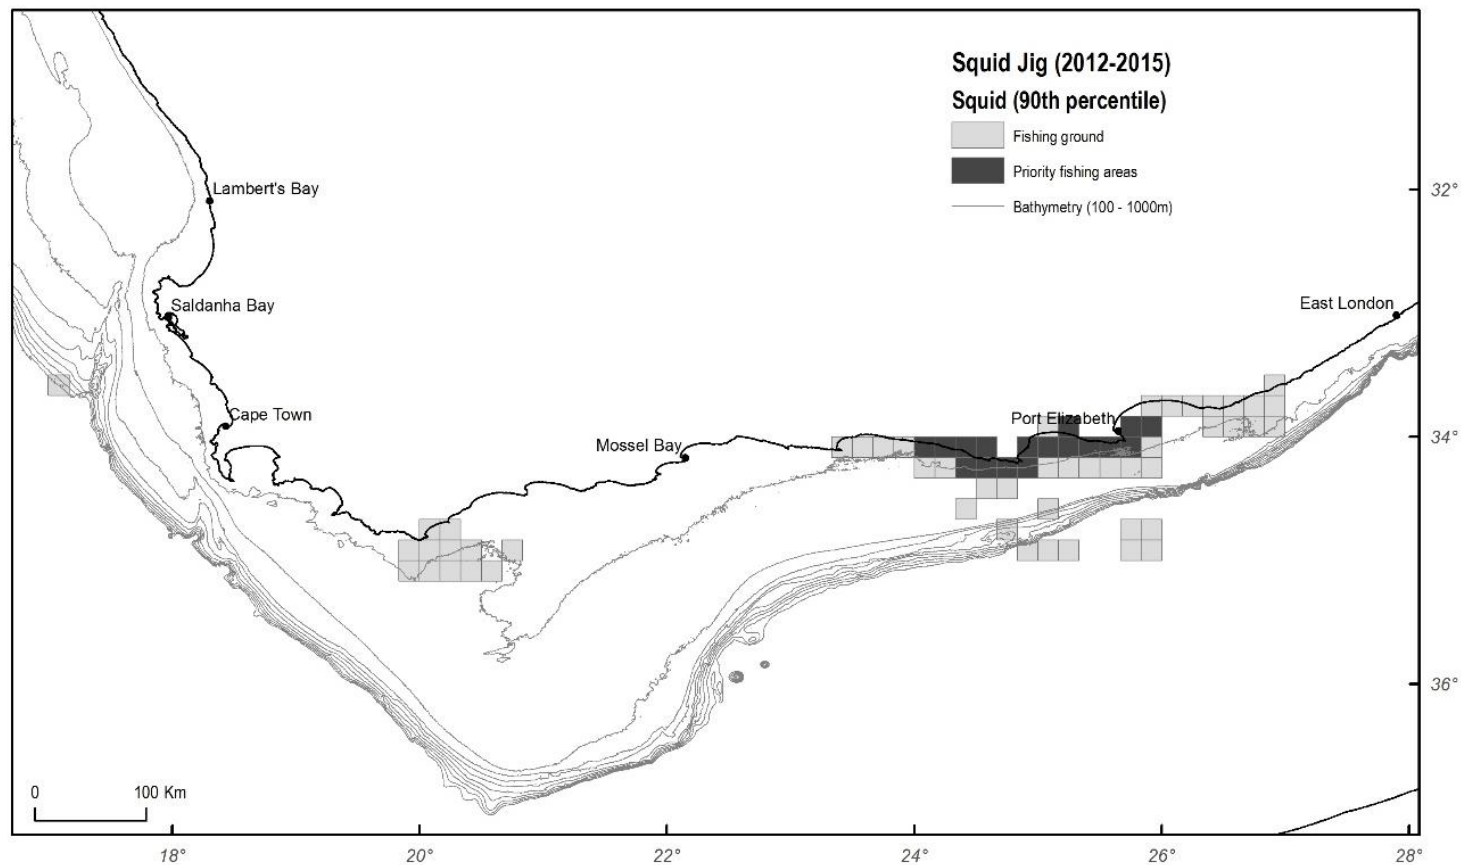 Squid Jig (2012-2015)
Squid (90th percentile)
Fishing ground
Priority fishing areas
Bathymetry (100 - 1000m)
Lambert's Bay
32°
Saldanha Bay
East London
Cape Town
Port Elizabeth
Mossel Bay
34°
36°
0 100 Km
18° 20° 22° 24° 26° 28°